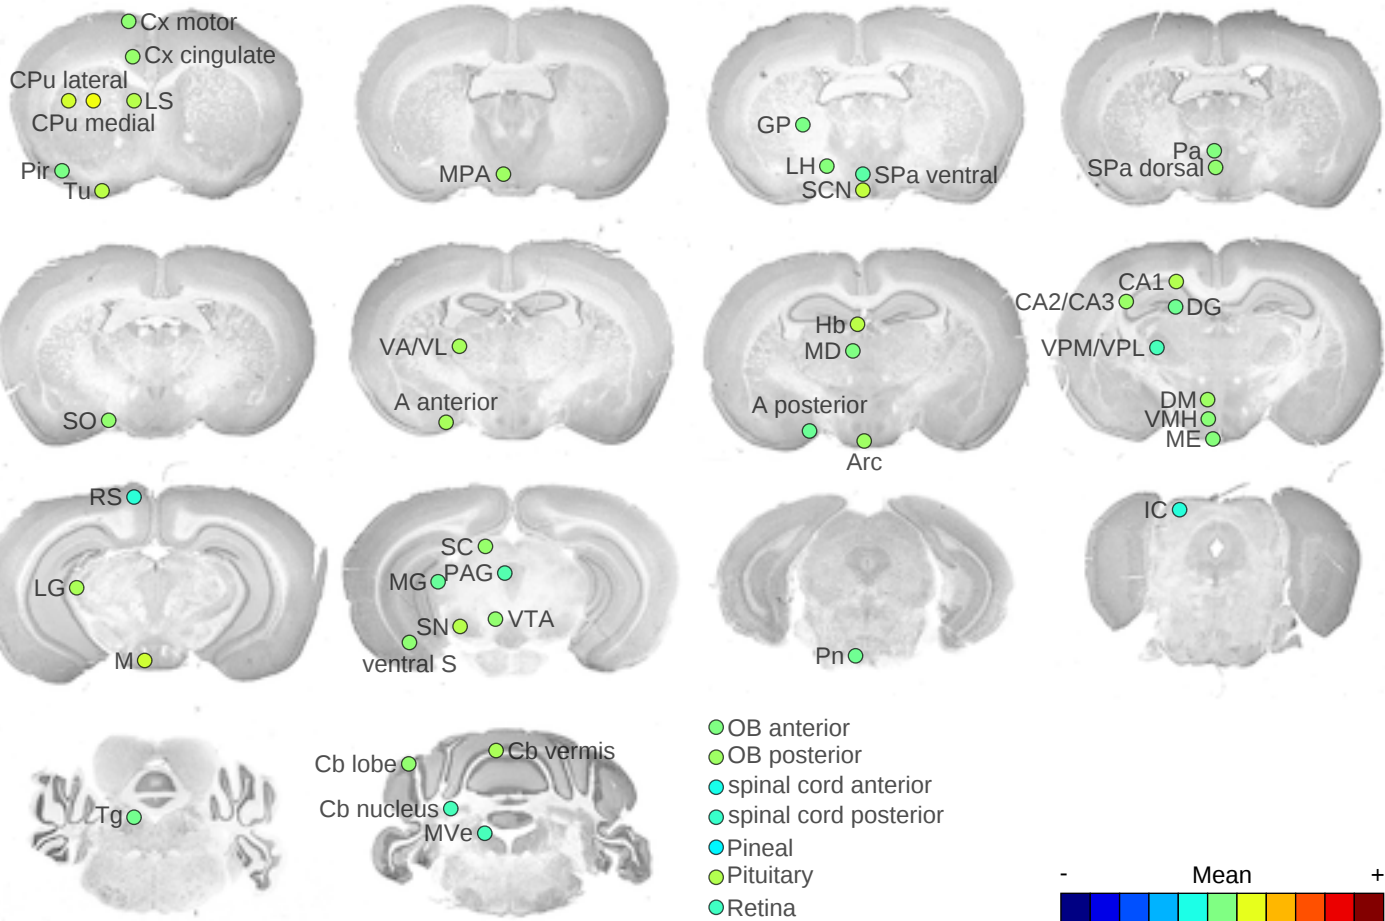 Cx motor
Cx cingulate
CPu lateral
LS
CPu medial
Pir
Tu
MPA
GP
LH
SPa ventral
SCN
Pa
SPa dorsal
SO
VA/VL
A anterior
Hb
MD
A posterior
Arc
CA1
CA2/CA3
DG
VPM/VPL
DM
VMH
ME
RS
LG
M
SC
MG
PAG
SN
VTA
ventral S
Pn
IC
Tg
Cb lobe
Cb vermis
Cb nucleus
MVe
OB anterior
OB posterior
spinal cord anterior
spinal cord posterior
Pineal
Pituitary
Retina
- Mean +